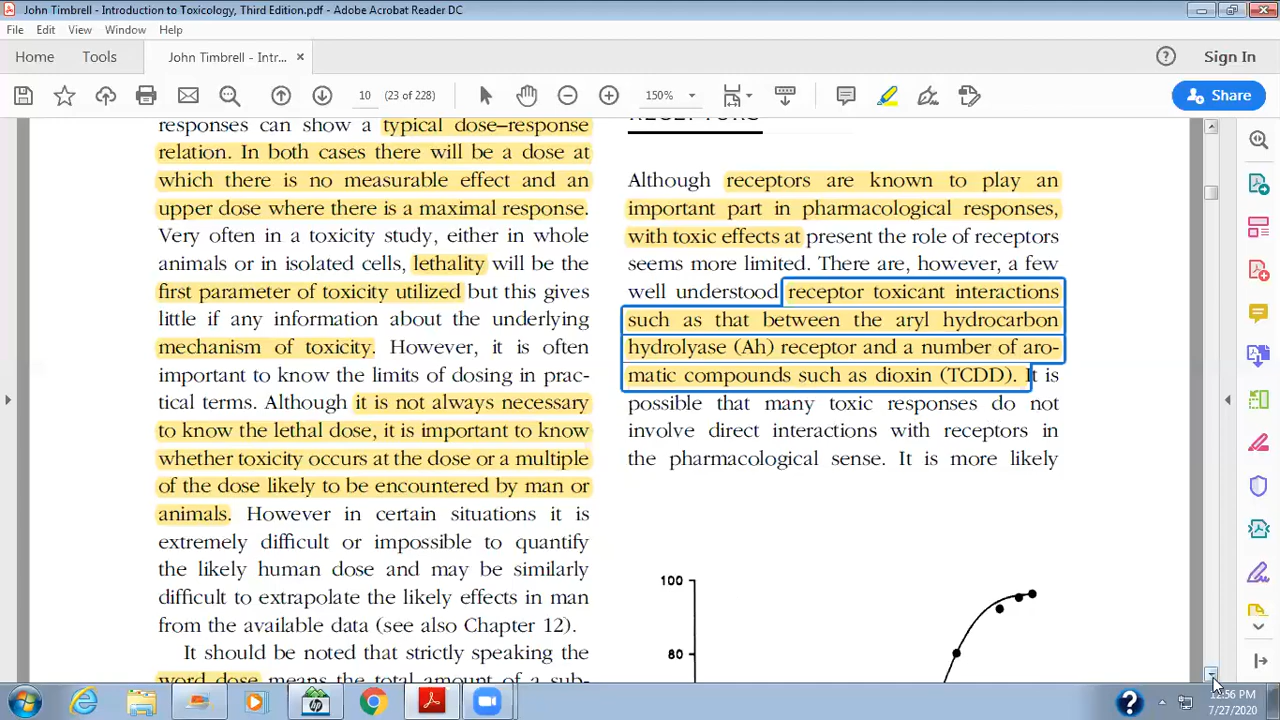 John Timbrell - Introduction to Toxicology, Third Edition.pdf - Adobe Acrobat Reader DC
File Edit View Window Help
Home Tools John Timbrell - Intr... × Sign In
10 (23 of 228) 150% Share
responses can show a typical dose–response
relation. In both cases there will be a dose at
which there is no measurable effect and an
upper dose where there is a maximal response.
Very often in a toxicity study, either in whole
animals or in isolated cells, lethality will be the
first parameter of toxicity utilized but this gives
little if any information about the underlying
mechanism of toxicity. However, it is often
important to know the limits of dosing in prac-
tical terms. Although it is not always necessary
to know the lethal dose, it is important to know
whether toxicity occurs at the dose or a multiple
of the dose likely to be encountered by man or
animals. However in certain situations it is
extremely difficult or impossible to quantify
the likely human dose and may be similarly
difficult to extrapolate the likely effects in man
from the available data (see also Chapter 12).
It should be noted that strictly speaking the
word dose means the total amount of a sub-
RECEPTORS
Although receptors are known to play an
important part in pharmacological responses,
with toxic effects at present the role of receptors
seems more limited. There are, however, a few
well understood receptor toxicant interactions
such as that between the aryl hydrocarbon
hydrolyase (Ah) receptor and a number of aro-
matic compounds such as dioxin (TCDD). It is
possible that many toxic responses do not
involve direct interactions with receptors in
the pharmacological sense. It is more likely
100
80
12:56 PM
7/27/2020